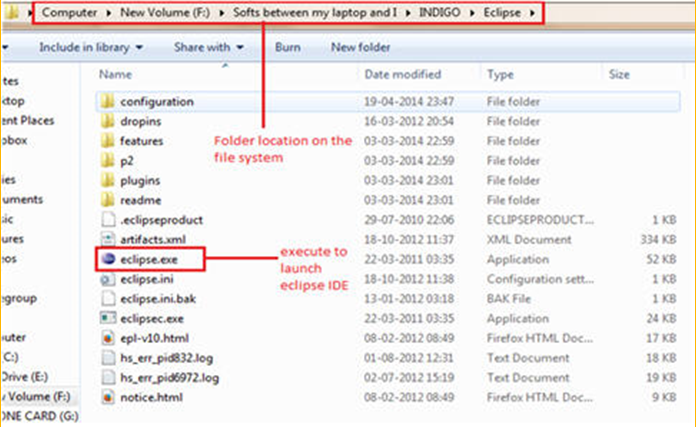 Computer ▸ New Volume (F:) ▸ Softs between my laptop and I ▸ INDIGO ▸ Eclipse ▸
Include in library Share with Burn New folder
Name Date modified Type Size
tes
ktop
ent Places
pbox
ies
uments
sic
ures
eos
egroup
puter
C:)
Drive (E:)
v Volume (F:)
ONE CARD (G:)
configuration 19-04-2014 23:47 File folder
dropins 16-03-2012 20:54 File folder
features 03-03-2014 22:59 File folder
p2 03-03-2014 22:59 File folder
plugins 03-03-2014 23:01 File folder
readme 03-03-2014 23:01 File folder
.eclipseproduct 29-07-2010 22:06 ECLIPSEPRODUCT... 1 KB
artifacts.xml 18-10-2012 11:37 XML Document 334 KB
eclipse.exe 22-03-2011 03:35 Application 52 KB
eclipse.ini 18-10-2012 11:38 Configuration sett... 1 KB
eclipse.ini.bak 13-01-2012 03:18 BAK File 1 KB
eclipsec.exe 22-03-2011 03:35 Application 24 KB
epl-v10.html 08-02-2012 08:49 Firefox HTML Doc... 17 KB
hs_err_pid832.log 01-08-2012 12:31 Text Document 18 KB
hs_err_pid6972.log 02-07-2012 15:19 Text Document 19 KB
notice.html 08-02-2012 08:49 Firefox HTML Doc... 9 KB
Folder location on the
file system
execute to
launch
eclipse IDE